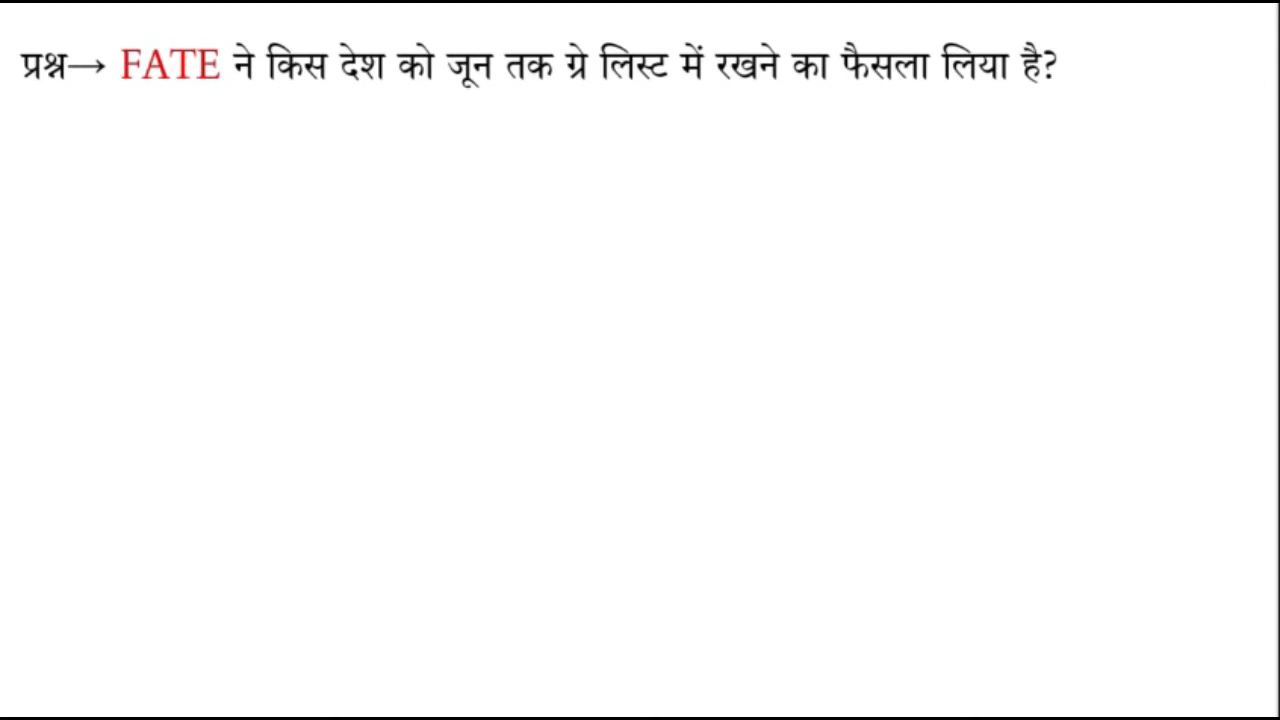 प्रश्न→ FATE ने किस देश को जून तक ग्रे लिस्ट में रखने का फैसला लिया है?